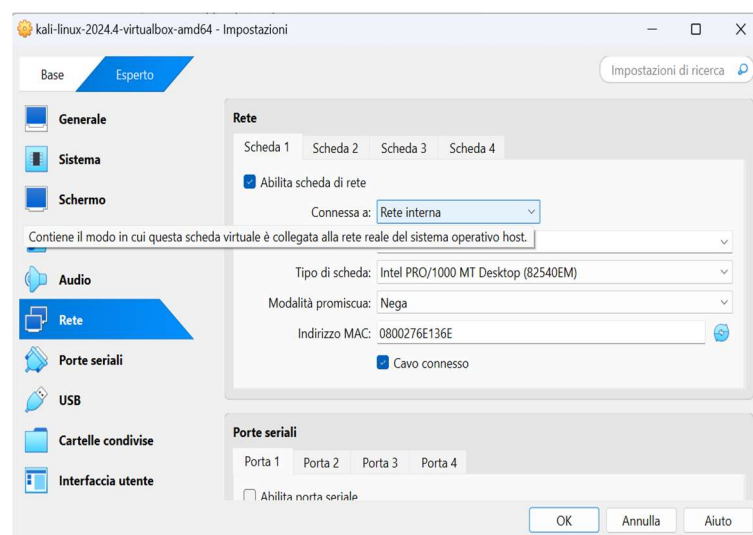 kali-linux-2024.4-virtualbox-amd64 - Impostazioni
Base
Esperto
Impostazioni di ricerca
Generale
Sistema
Schermo
Audio
Rete
Porte seriali
USB
Cartelle condivise
Interfaccia utente
Rete
Scheda 1
Scheda 2
Scheda 3
Scheda 4
Abilita scheda di rete
Connessa a: Rete interna
Contiene il modo in cui questa scheda virtuale è collegata alla rete reale del sistema operativo host.
Tipo di scheda: Intel PRO/1000 MT Desktop (82540EM)
Modalità promiscua: Nega
Indirizzo MAC: 0800276E136E
Cavo connesso
Porte seriali
Porta 1
Porta 2
Porta 3
Porta 4
Abilita porta seriale
OK
Annulla
Aiuto